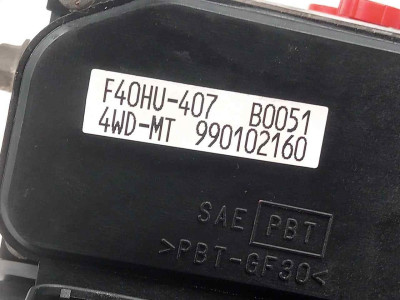 F40HU-407 B0051
4WD-MT 990102160
SAE PBT
>PBT-GF30<